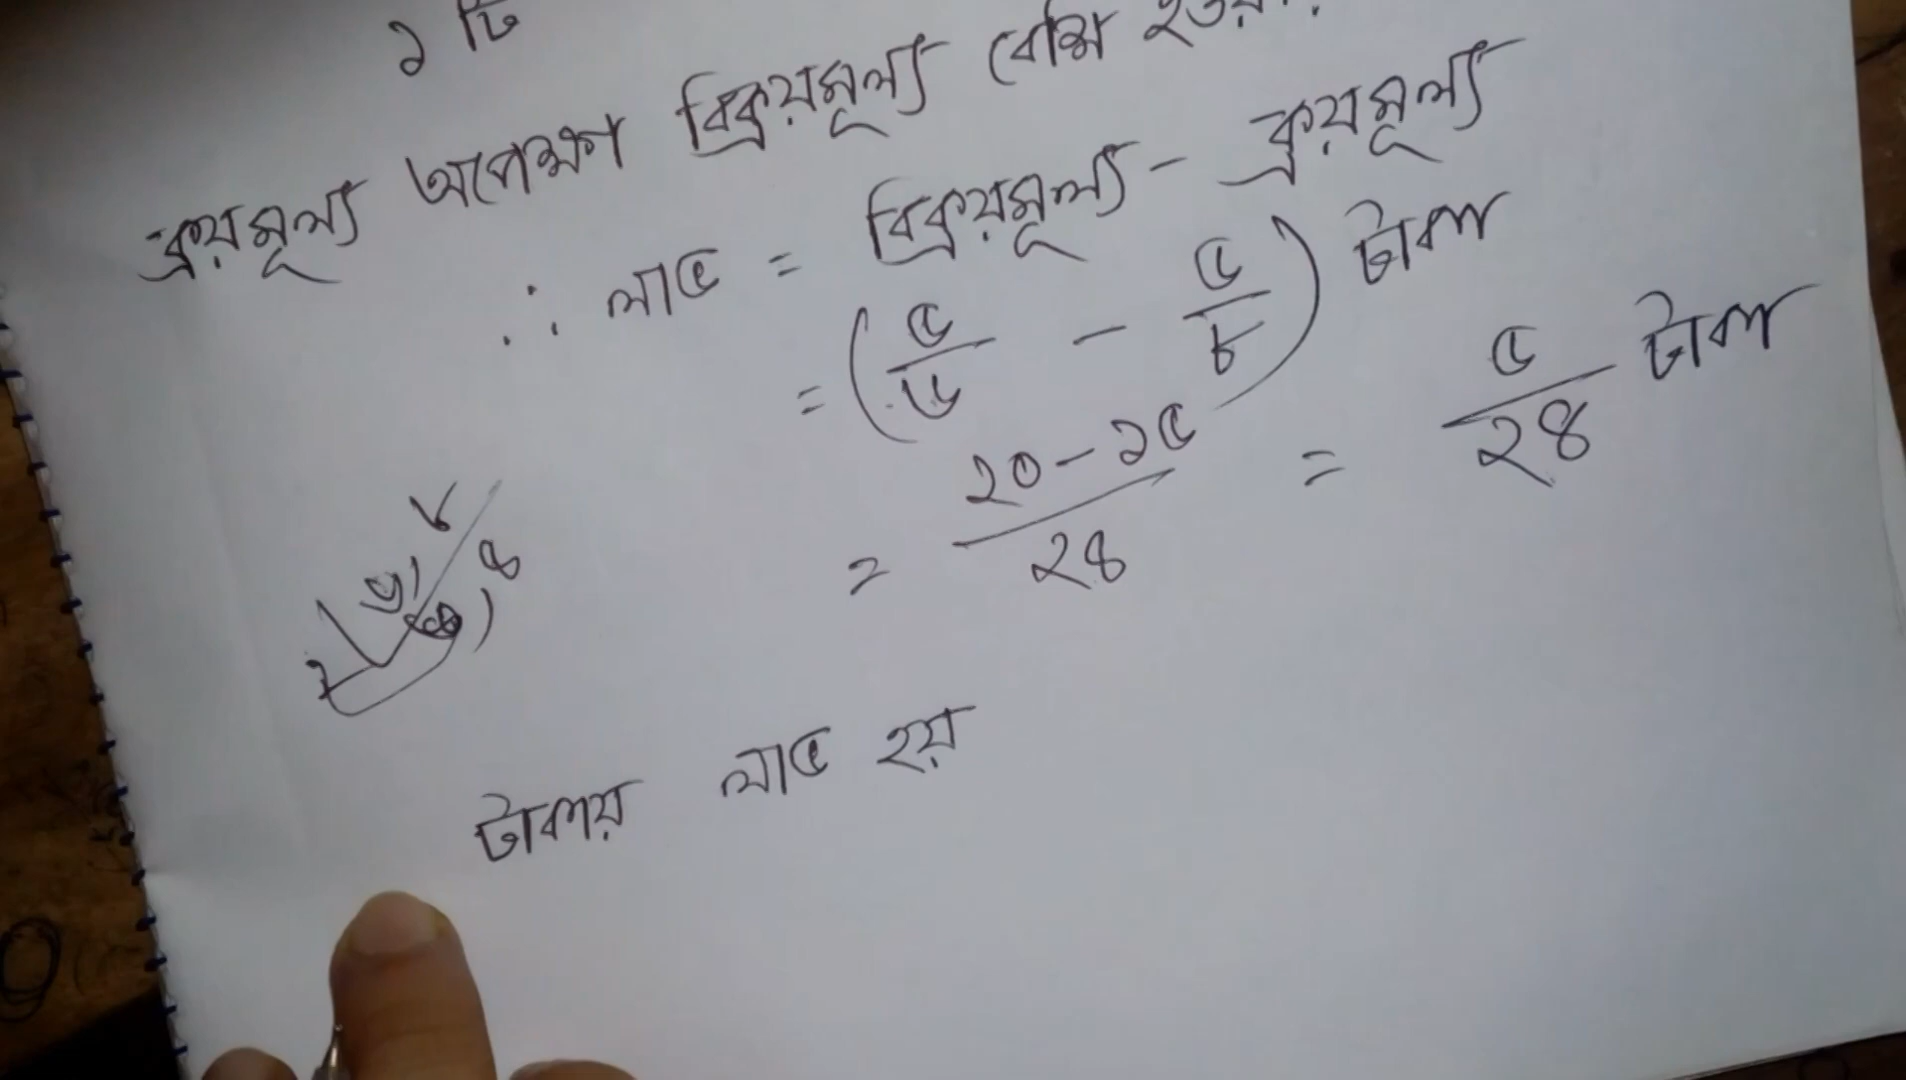 ১ টি
ক্রয়মূল্য অপেক্ষা বিক্রয়মূল্য বেশি
∴ লাভ = বিক্রয়মূল্য - ক্রয়মূল্য
= (৫/৬ - ৫/৮) টাকা
= ২০-১৫/২৪ = ৫/২৪ টাকা
টাকায় লাভ হয়